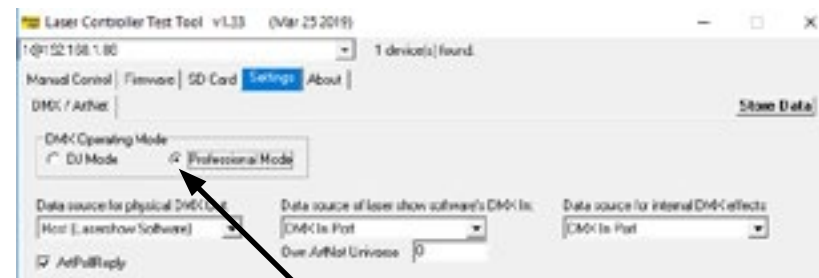 Laser Controller Test Tool v1.33 (Mar 25 2019)
1@192.168.1.80 1 device(s) found.
Manual Control Firmware SD Card Settings About
DMX / ArtNet Store Data
DMX Operating Mode
DJ Mode Professional Mode
Data source for physical DMX Out Data source of laser show software's DMX In: Data source for internal DMX effects
Host (Lasershow Software) DMX In Port DMX In Port
Own ArtNet Universe 0
ArtPollReply